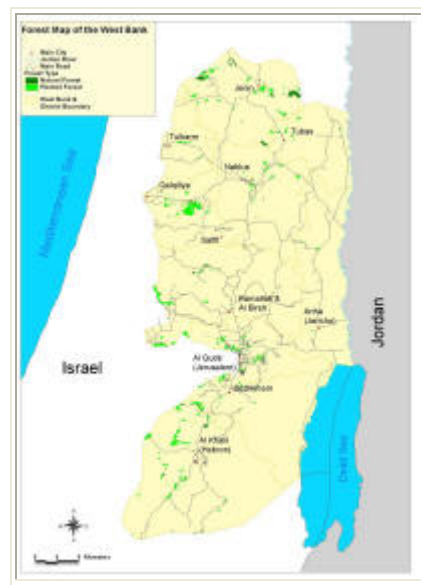 Forest Map of the West Bank
Main City
Jordan River
Main Road
Forest Type
Natural Forest
Planted Forest
West Bank &
District Boundary
Mediterranean Sea
Jenin
Tulkarm
Tubas
Nablus
Qalqiliya
Salfit
Ramallah &
Al Bireh
Ariha
(Jericho)
Jordan
Israel
Al Quds
(Jerusalem)
Bethlehem
Al Khalil
(Hebron)
Dead Sea
Kilometers